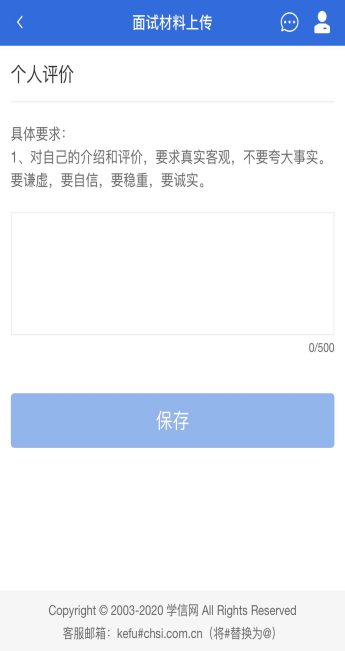 面试材料上传
个人评价
具体要求：
1、对自己的介绍和评价，要求真实客观，不要夸大事实。
要谦虚，要自信，要稳重，要诚实。
0/500
保存
Copyright © 2003-2020 学信网 All Rights Reserved
客服邮箱：kefu#chsi.com.cn（将#替换为@）